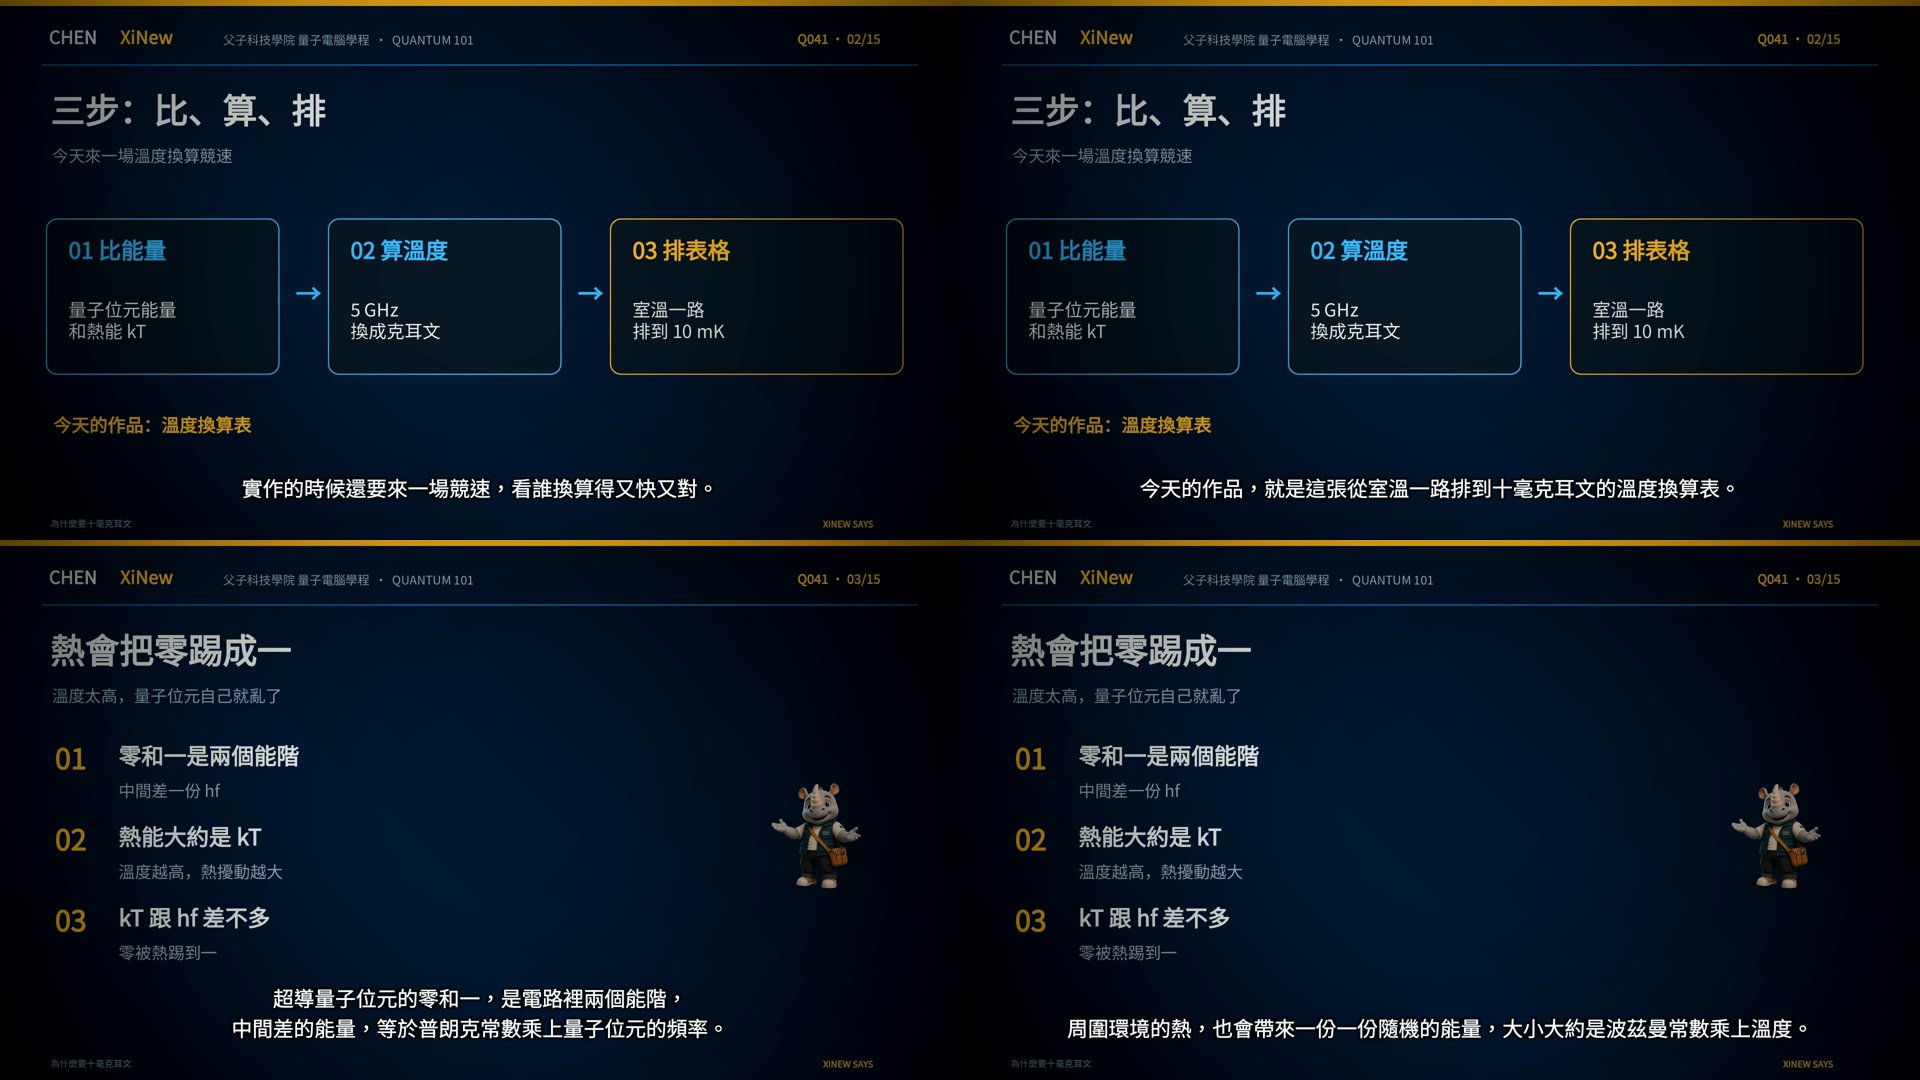 CHEN XiNew 父子科技學院 量子電腦學程 · QUANTUM 101 Q041 · 02/15
三步：比、算、排
今天來一場溫度換算競速
01 比能量
量子位元能量
和熱能 kT
→
02 算溫度
5 GHz
換成克耳文
→
03 排表格
室溫一路
排到 10 mK
今天的作品：溫度換算表
實作的時候還要來一場競速，看誰換算得又快又對。
為什麼要十毫克耳文 XINEW SAYS
CHEN XiNew 父子科技學院 量子電腦學程 · QUANTUM 101 Q041 · 02/15
三步：比、算、排
今天來一場溫度換算競速
01 比能量
量子位元能量
和熱能 kT
→
02 算溫度
5 GHz
換成克耳文
→
03 排表格
室溫一路
排到 10 mK
今天的作品：溫度換算表
今天的作品，就是這張從室溫一路排到十毫克耳文的溫度換算表。
為什麼要十毫克耳文 XINEW SAYS
CHEN XiNew 父子科技學院 量子電腦學程 · QUANTUM 101 Q041 · 03/15
熱會把零踢成一
溫度太高，量子位元自己就亂了
01 零和一是兩個能階
中間差一份 hf
02 熱能大約是 kT
溫度越高，熱擾動越大
03 kT 跟 hf 差不多
零被熱踢到一
超導量子位元的零和一，是電路裡兩個能階，
中間差的能量，等於普朗克常數乘上量子位元的頻率。
為什麼要十毫克耳文 XINEW SAYS
CHEN XiNew 父子科技學院 量子電腦學程 · QUANTUM 101 Q041 · 03/15
熱會把零踢成一
溫度太高，量子位元自己就亂了
01 零和一是兩個能階
中間差一份 hf
02 熱能大約是 kT
溫度越高，熱擾動越大
03 kT 跟 hf 差不多
零被熱踢到一
周圍環境的熱，也會帶來一份一份隨機的能量，大小大約是波茲曼常數乘上溫度。
為什麼要十毫克耳文 XINEW SAYS